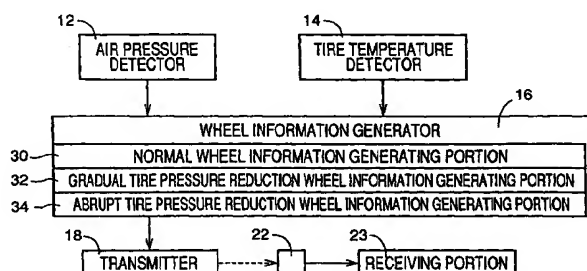 12
AIR PRESSURE
DETECTOR
14
TIRE TEMPERATURE
DETECTOR
16
WHEEL INFORMATION GENERATOR
30
NORMAL WHEEL INFORMATION GENERATING PORTION
32
GRADUAL TIRE PRESSURE REDUCTION WHEEL INFORMATION GENERATING PORTION
34
ABRUPT TIRE PRESSURE REDUCTION WHEEL INFORMATION GENERATING PORTION
18
TRANSMITTER
22
23
RECEIVING PORTION